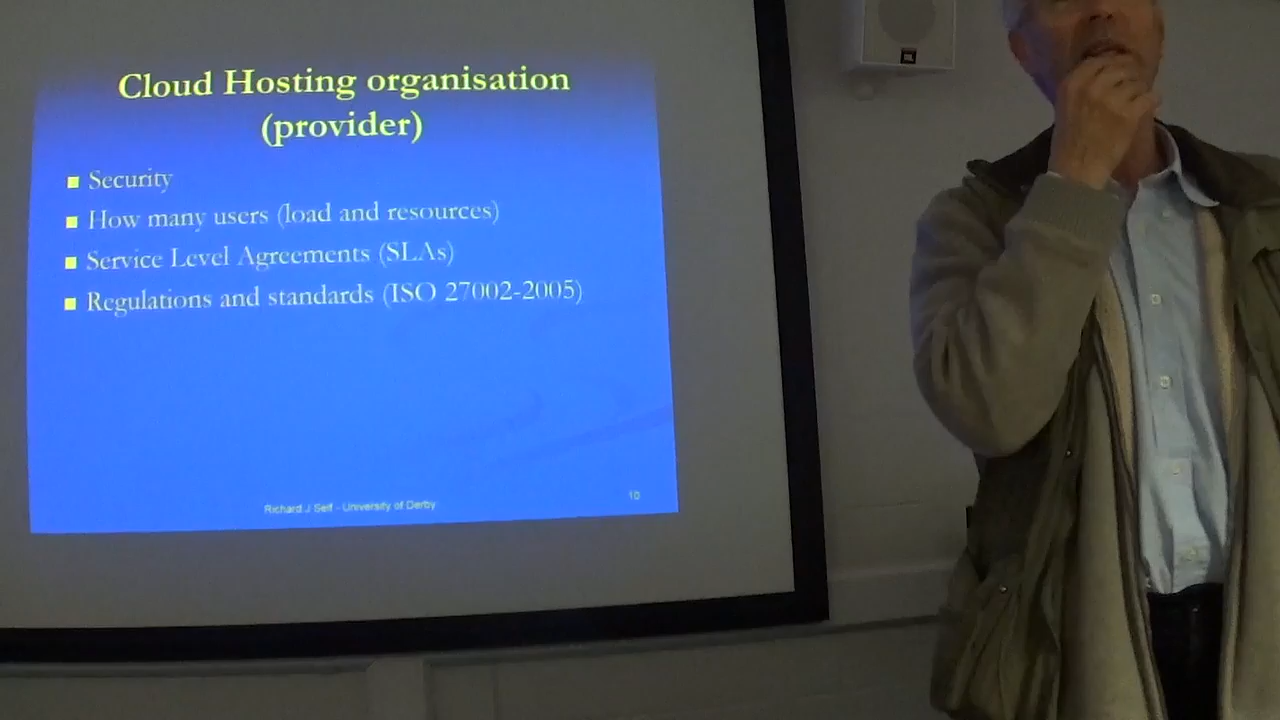 Cloud Hosting organisation
(provider)
Security
How many users (load and resources)
Service Level Agreements (SLAs)
Regulations and standards (ISO 27002-2005)
Richard J Self - University of Derby
10
JBL